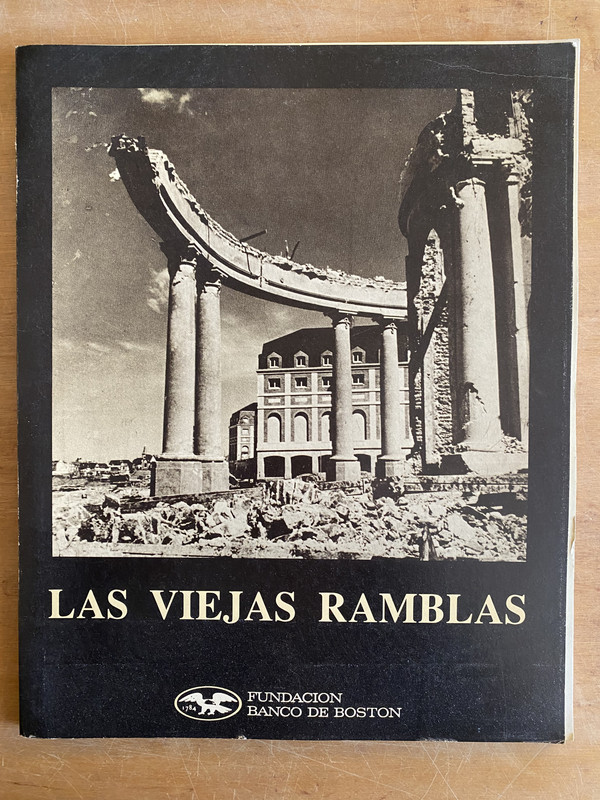 LAS VIEJAS RAMBLAS
1784
FUNDACION
BANCO DE BOSTON